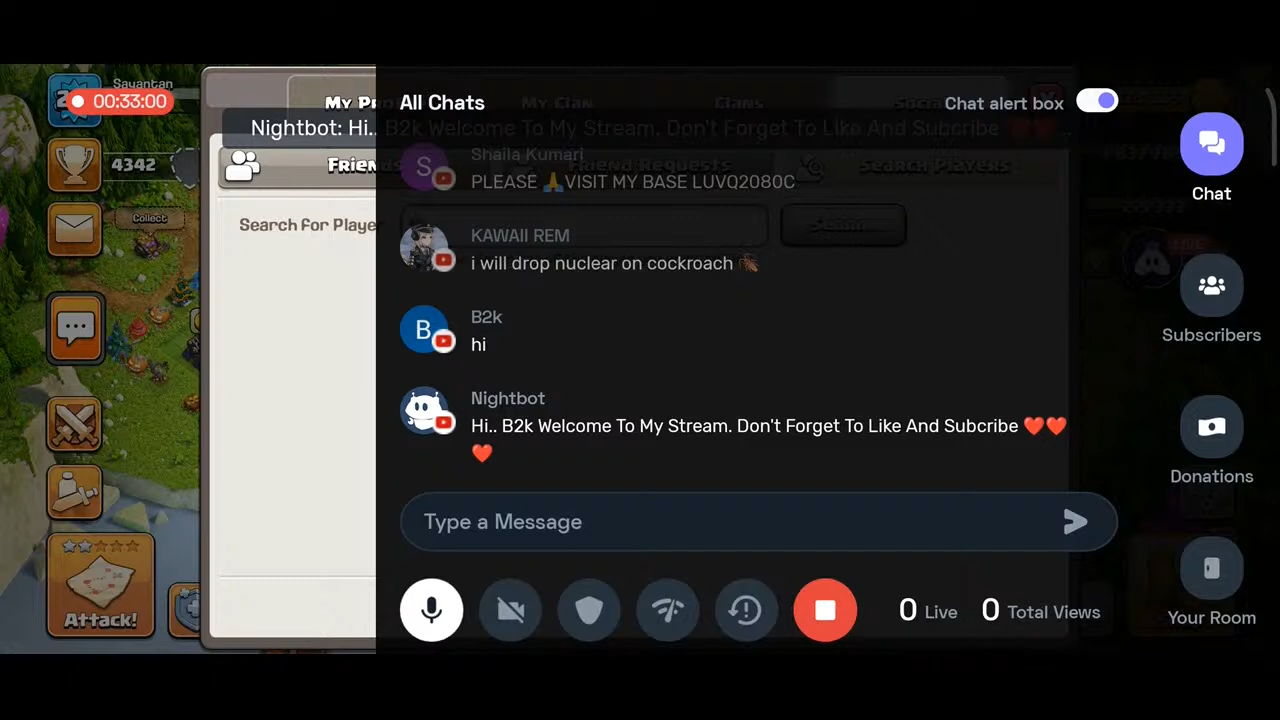 Sayantan
00:33:00
My Pr
All Chats
My Clan
Clans
Chat alert box
Nightbot: Hi.. B2k Welcome To My Stream. Don't Forget To Like And Subcribe ❤️❤️ ..
4342
Friend
Shaila Kumari
Friend Requests
Search Players
PLEASE 🙏VISIT MY BASE LUVQ2080C
Chat
Collect
Search for Playe
KAWAII REM
i will drop nuclear on cockroach 🪳
LIVE
B2k
hi
Subscribers
Nightbot
Hi.. B2k Welcome To My Stream. Don't Forget To Like And Subcribe ❤️❤️
❤️
Donations
Type a Message
Attack!
0 Live 0 Total Views
Your Room